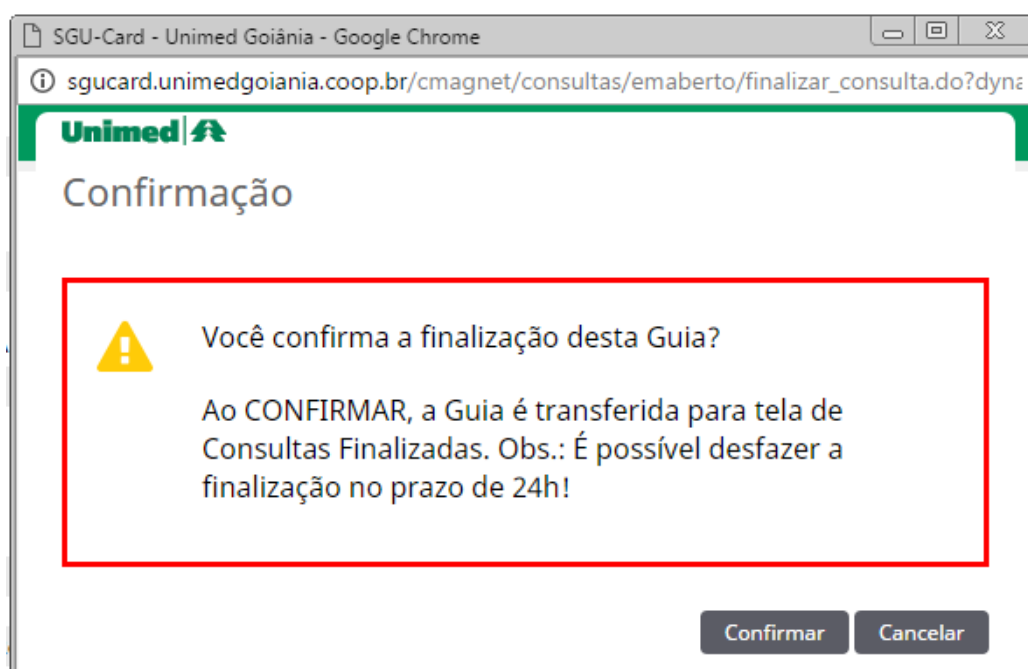 SGU-Card - Unimed Goiânia - Google Chrome
sgucard.unimedgoiania.coop.br/cmagnet/consultas/emaberto/finalizar_consulta.do?dyna
Unimed
Confirmação
Você confirma a finalização desta Guia?
Ao CONFIRMAR, a Guia é transferida para tela de
Consultas Finalizadas. Obs.: É possível desfazer a
finalização no prazo de 24h!
Confirmar Cancelar